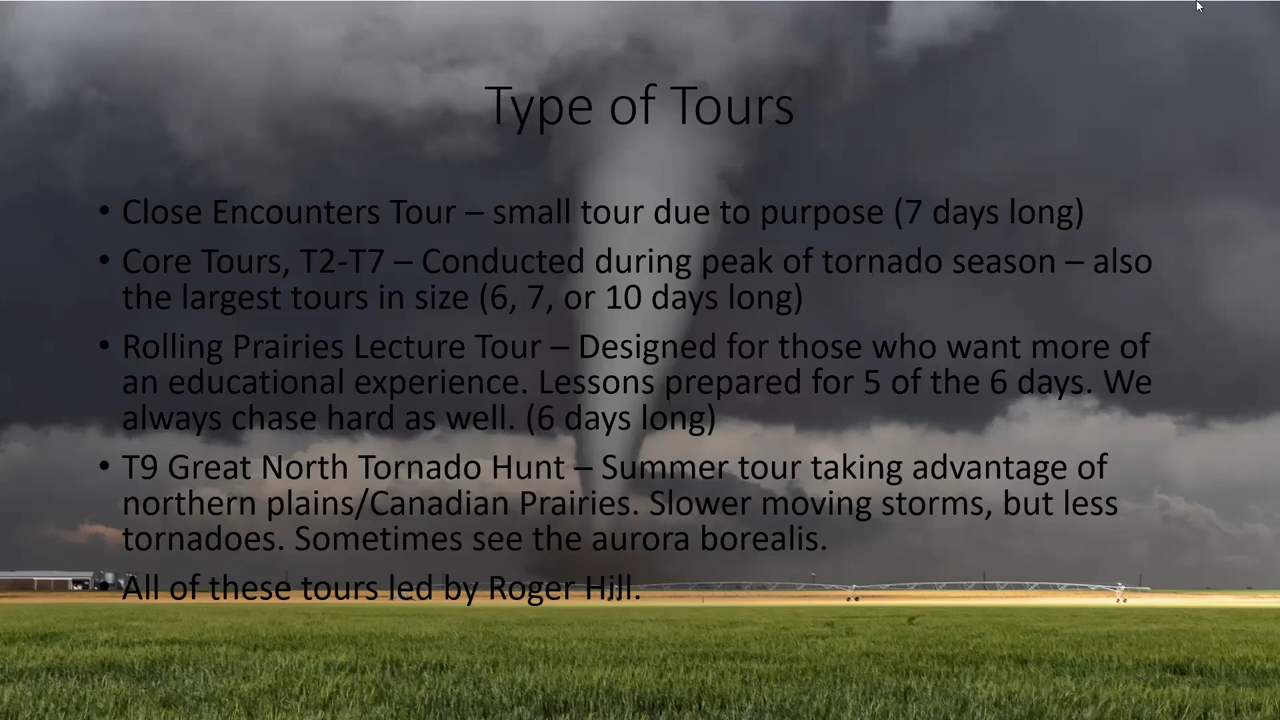 Type of Tours
• Close Encounters Tour – small tour due to purpose (7 days long)
• Core Tours, T2-T7 – Conducted during peak of tornado season – also
the largest tours in size (6, 7, or 10 days long)
• Rolling Prairies Lecture Tour – Designed for those who want more of
an educational experience. Lessons prepared for 5 of the 6 days. We
always chase hard as well. (6 days long)
• T9 Great North Tornado Hunt – Summer tour taking advantage of
northern plains/Canadian Prairies. Slower moving storms, but less
tornadoes. Sometimes see the aurora borealis.
• All of these tours led by Roger Hill.